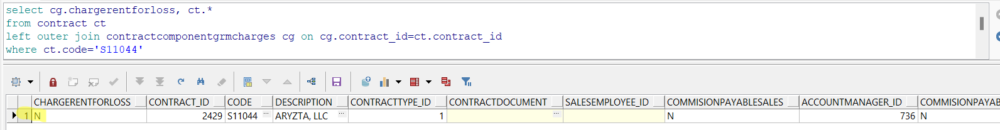 select cg.chargerentforloss, ct.*
from contract ct
left outer join contractcomponentgrmcharges cg on cg.contract_id=ct.contract_id
where ct.code='S11044'
CHARGERENTFORLOSS CONTRACT_ID CODE DESCRIPTION CONTRACTTYPE_ID CONTRACTDOCUMENT SALESEMPLOYEE_ID COMMISIONPAYABLESALES ACCOUNTMANAGER_ID COMMISIONPAYAB
1 N 2429 S11044 ... ARYZTA, LLC ... 1 ... N 736 N